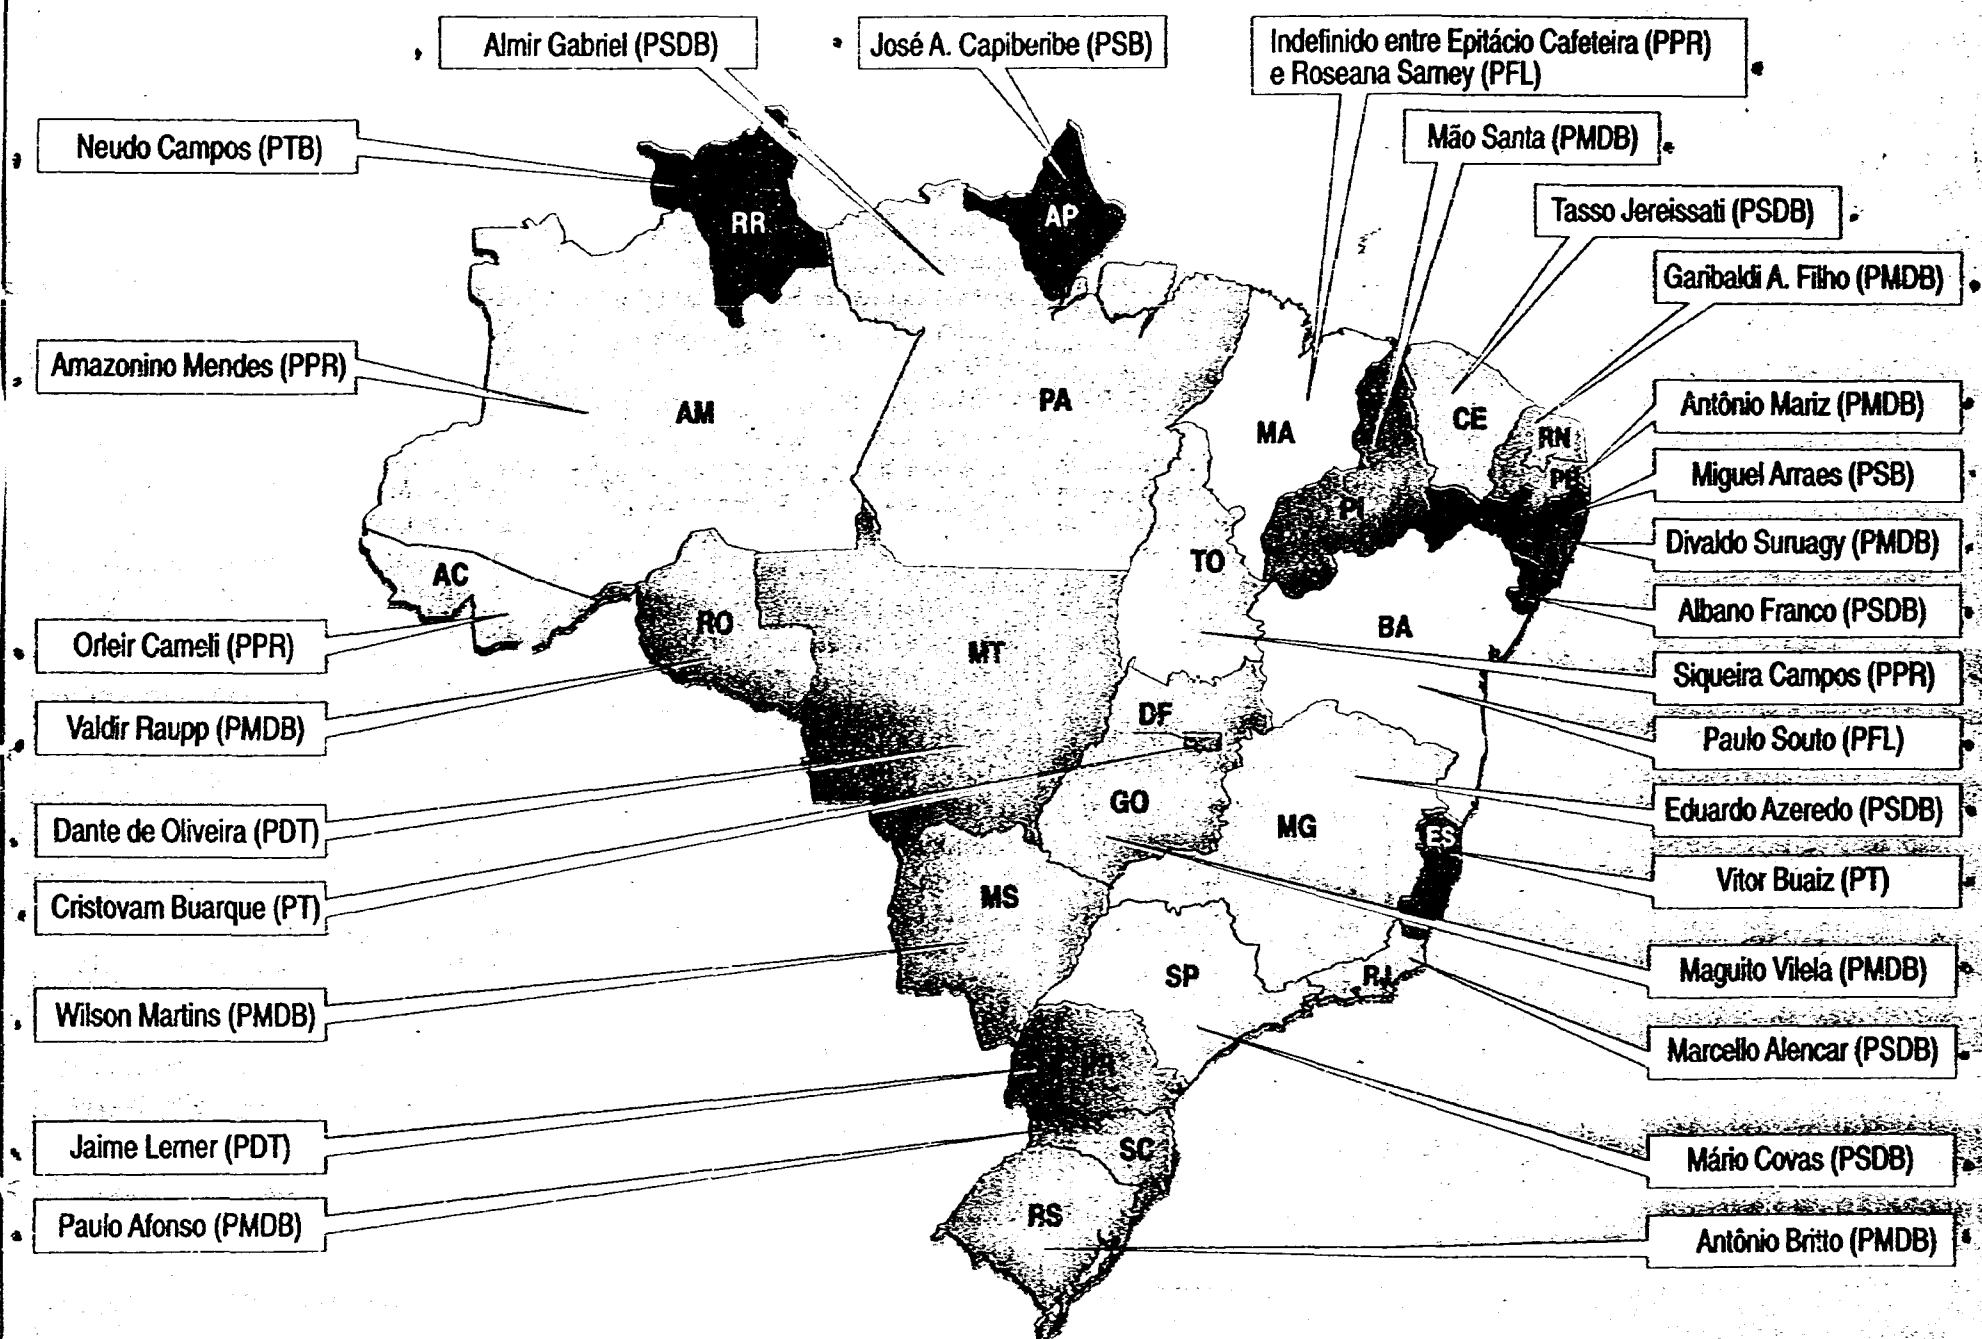 Almir Gabriel (PSDB)
José A. Capiberibe (PSB)
Indefinido entre Epitácio Cafeteira (PPR)
e Roseana Sarney (PFL)
Neudo Campos (PTB)
Mão Santa (PMDB)
Tasso Jereissati (PSDB)
Garibaldi A. Filho (PMDB)
Amazonino Mendes (PPR)
Antônio Mariz (PMDB)
Miguel Arraes (PSB)
Divaldo Suruagy (PMDB)
Albano Franco (PSDB)
Orleir Cameli (PPR)
Siqueira Campos (PPR)
Valdir Raupp (PMDB)
Paulo Souto (PFL)
Dante de Oliveira (PDT)
Eduardo Azeredo (PSDB)
Cristovam Buarque (PT)
Vitor Buaiz (PT)
Wilson Martins (PMDB)
Maguito Vilela (PMDB)
Marcello Alencar (PSDB)
Jaime Lerner (PDT)
Mário Covas (PSDB)
Paulo Afonso (PMDB)
Antônio Britto (PMDB)
RR
AP
AM
PA
MA
CE
RN
PB
PI
AC
TO
RO
BA
MT
DF
GO
MG
ES
MS
SP
RJ
PR
SC
RS